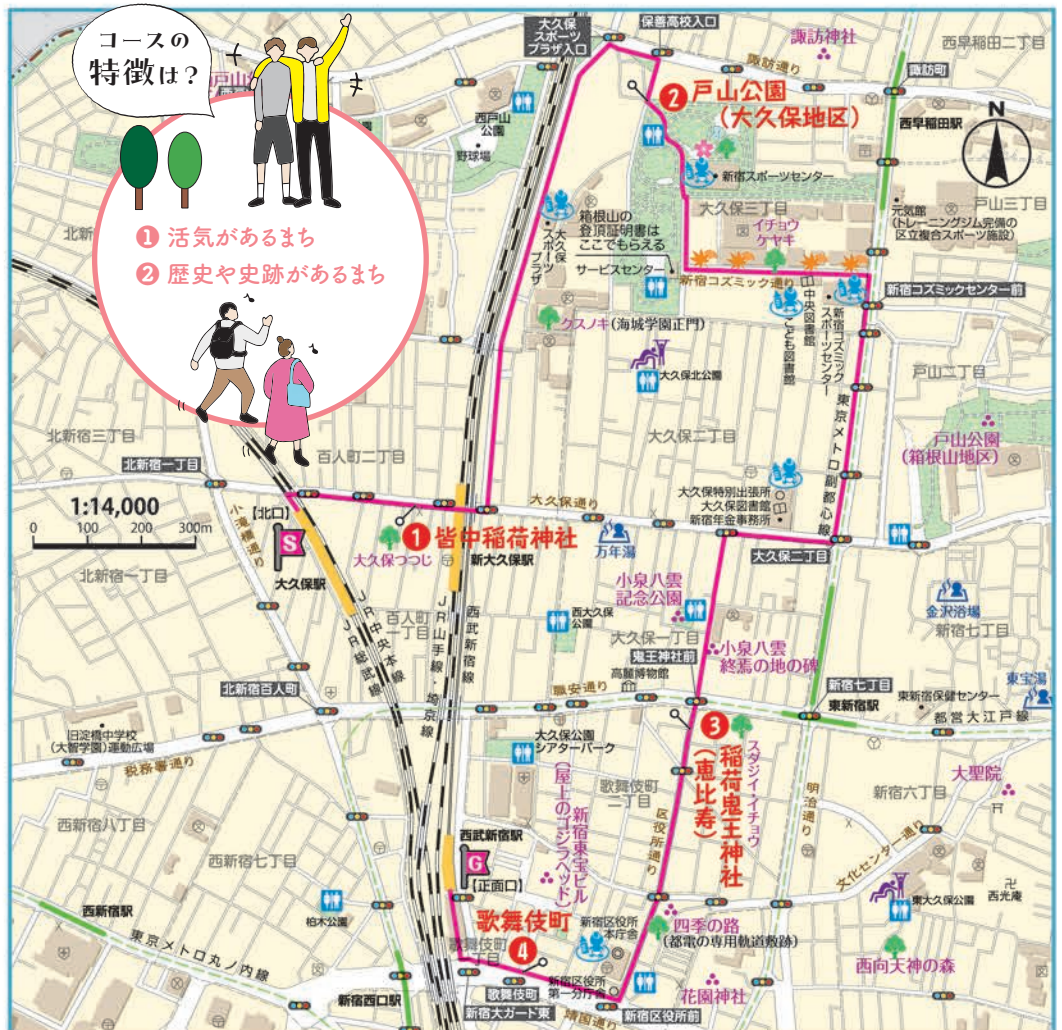 コースの
特徴は？
❶ 活気があるまち
❷ 歴史や史跡があるまち
大久保
スポーツ
プラザ入口
保善高校入口
諏訪神社
西早稲田二丁目
諏訪通り
諏訪町
❷ 戸山公園
（大久保地区）
西戸山
公園
野球場
西早稲田駅
N
新宿スポーツセンター
戸山三丁目
大久保三丁目
元気館
（トレーニングジム完備の
区立複合スポーツ施設）
大久保
スポーツ
プラザ
箱根山の
登頂証明書は
ここでもらえる
サービスセンター
イチョウ
ケヤキ
新宿コズミック通り
新宿コズミックセンター前
中央図書館
こども図書館
新宿コズミック
スポーツセンター
クスノキ（海城学園正門）
大久保北公園
戸山二丁目
東京メトロ副都心線
大久保二丁目
戸山公園
（箱根山地区）
北新宿三丁目
百人町二丁目
北新宿一丁目
1:14,000
0 100 200 300m
小滝橋通り
【北口】
S
大久保駅
大久保通り
大久保特別出張所
大久保図書館
新宿年金事務所
❶ 皆中稲荷神社
大久保つつじ
新大久保駅
万年湯
大久保二丁目
北新宿一丁目
小泉八雲
記念公園
金沢浴場
新宿七丁目
百人町
一丁目
JR中央本線
JR総武線
JR山手線・埼京線
西武新宿線
西大久保
公園
大久保一丁目
鬼王神社前
小泉八雲
終焉の地の碑
高麗博物館
北新宿百人町
職安通り
新宿七丁目
東新宿駅
東新宿保健センター
東宝湯
都営大江戸線
旧淀橋中学校
（大智学園）運動広場
税務署通り
大久保公園
シアターパーク
❸ 稲荷鬼王神社
（恵比寿）
スダジイ・イチョウ
歌舞伎町
二丁目
大聖院
新宿六丁目
明治通り
区役所通り
文化センター通り
西新宿八丁目
西新宿七丁目
西武新宿駅
G
【正面口】
新宿東宝ビル
（屋上のゴジラヘッド）
東大久保公園
西光庵
西新宿駅
柏木公園
東京メトロ丸ノ内線
歌舞伎町
❹
歌舞伎町
一丁目
新宿区役所
本庁舎
四季の路
（都電の専用軌道敷跡）
西向天神の森
新宿西口駅
歌舞伎町
新宿区役所
第一分庁舎
花園神社
新宿大ガード東
靖国通り
新宿区役所前